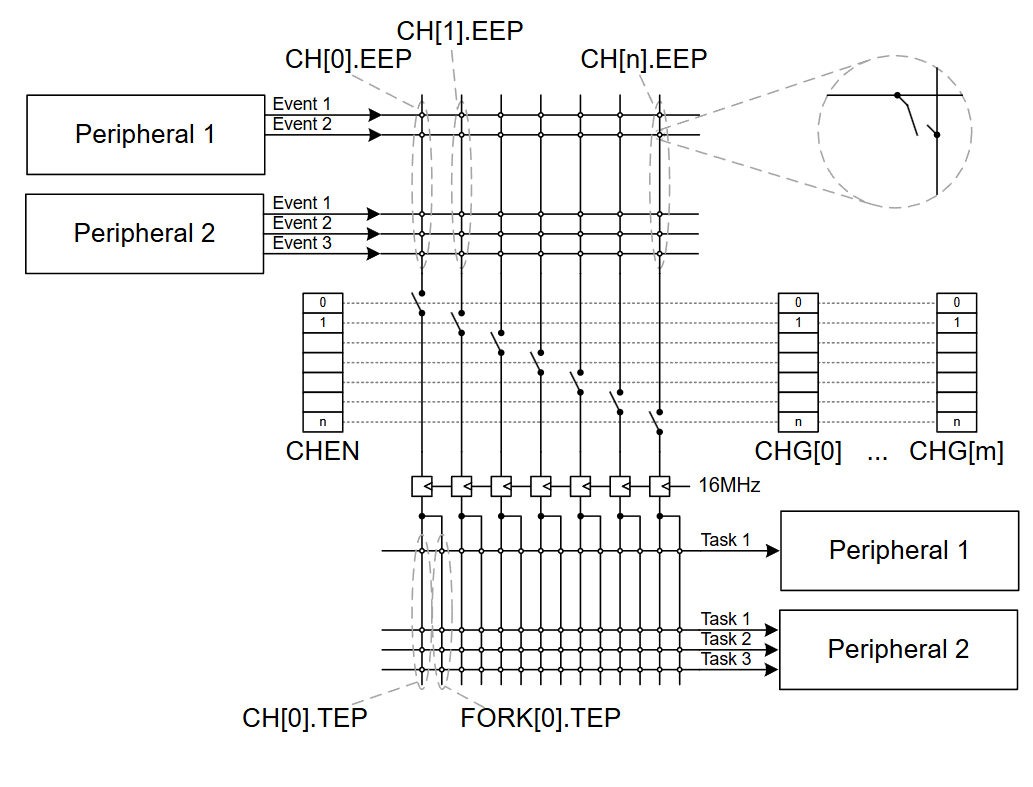 CH[1].EEP
CH[0].EEP
CH[n].EEP
Peripheral 1
Event 1
Event 2
Peripheral 2
Event 1
Event 2
Event 3
0
0
0
1
1
1
n
n
n
CHEN
CHG[0]
...
CHG[m]
16MHz
Task 1
Peripheral 1
Task 1
Task 2
Task 3
Peripheral 2
CH[0].TEP
FORK[0].TEP